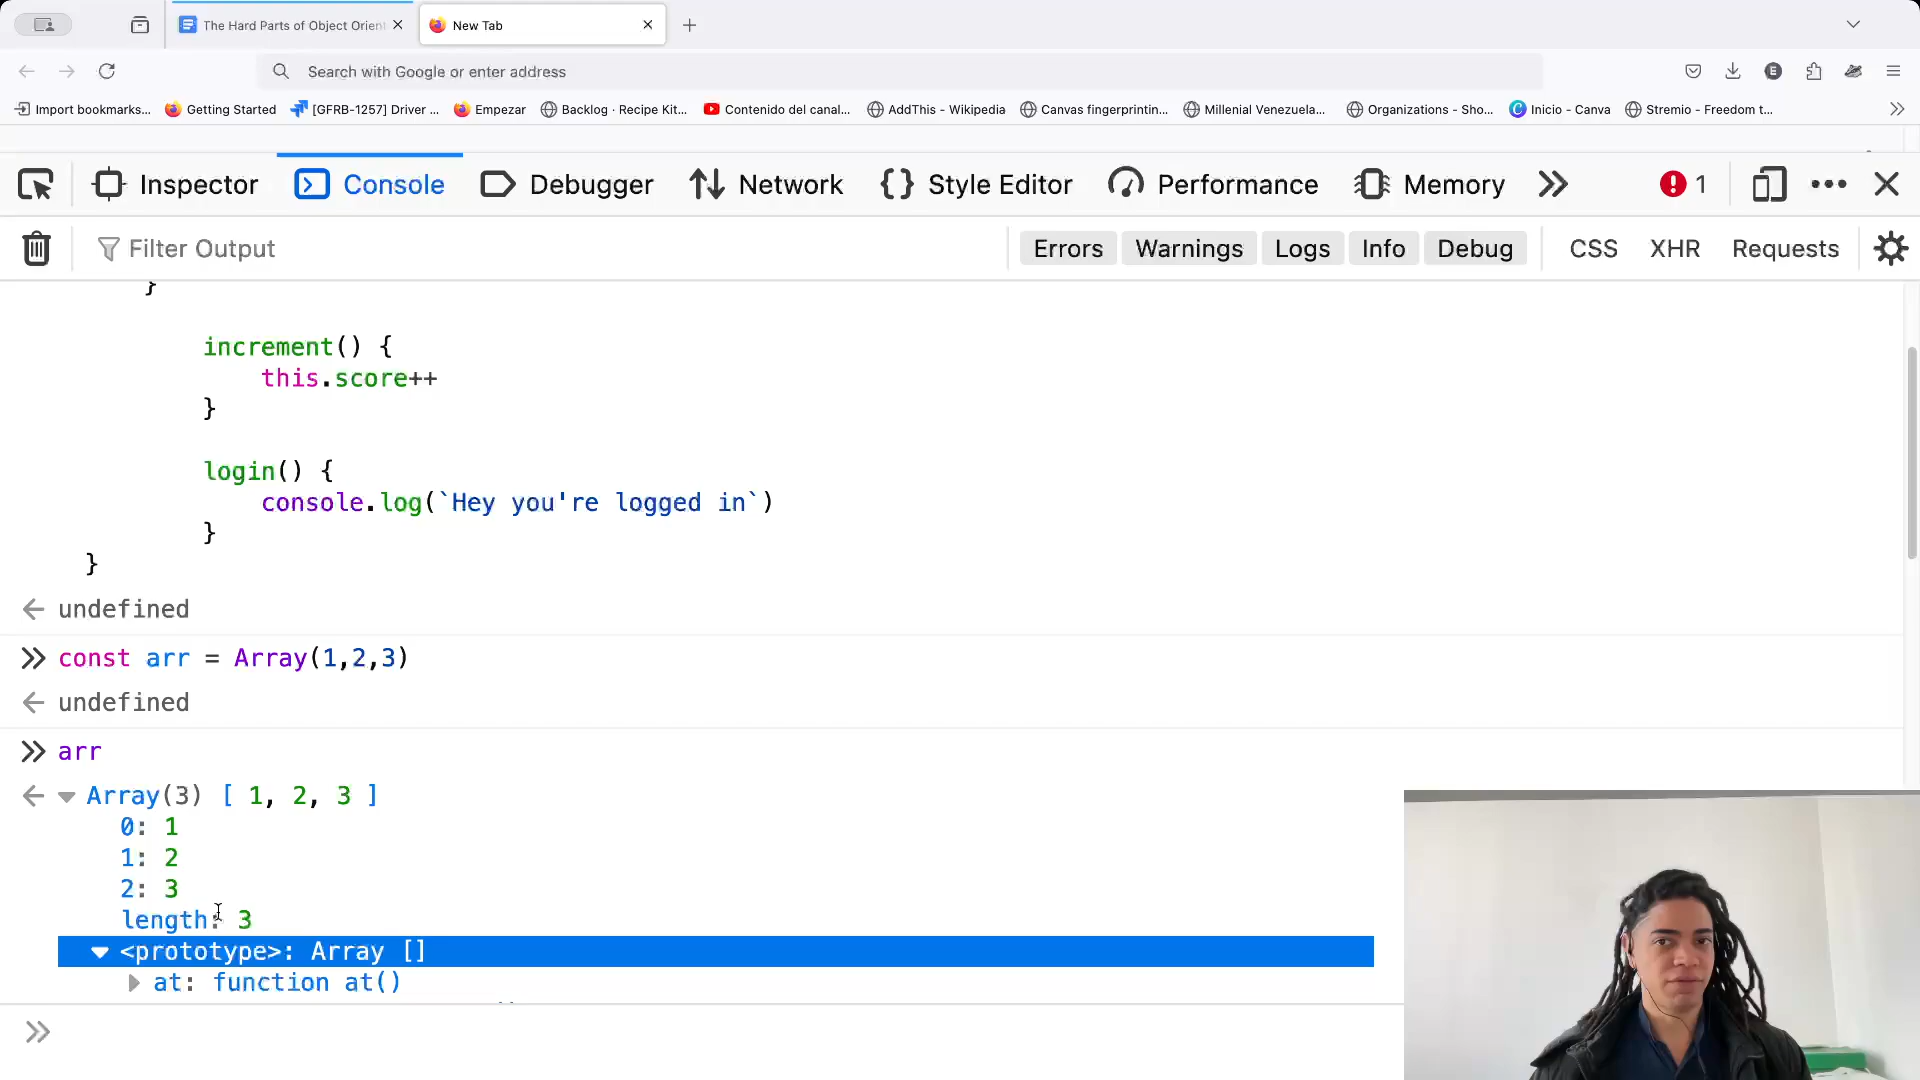 The Hard Parts of Object Orient
New Tab
Search with Google or enter address
E
Import bookmarks...
Getting Started
[GFRB-1257] Driver ...
Empezar
Backlog · Recipe Kit...
Contenido del canal...
AddThis - Wikipedia
Canvas fingerprintin...
Millenial Venezuela...
Organizations - Sho...
Inicio - Canva
Stremio - Freedom t...
Inspector
Console
Debugger
Network
Style Editor
Performance
Memory
1
Filter Output
Errors
Warnings
Logs
Info
Debug
CSS
XHR
Requests
}
increment() {
this.score++
}
login() {
console.log(`Hey you're logged in`)
}
}
undefined
const arr = Array(1,2,3)
undefined
arr
Array(3) [ 1, 2, 3 ]
0: 1
1: 2
2: 3
length: 3
<prototype>: Array []
at: function at()